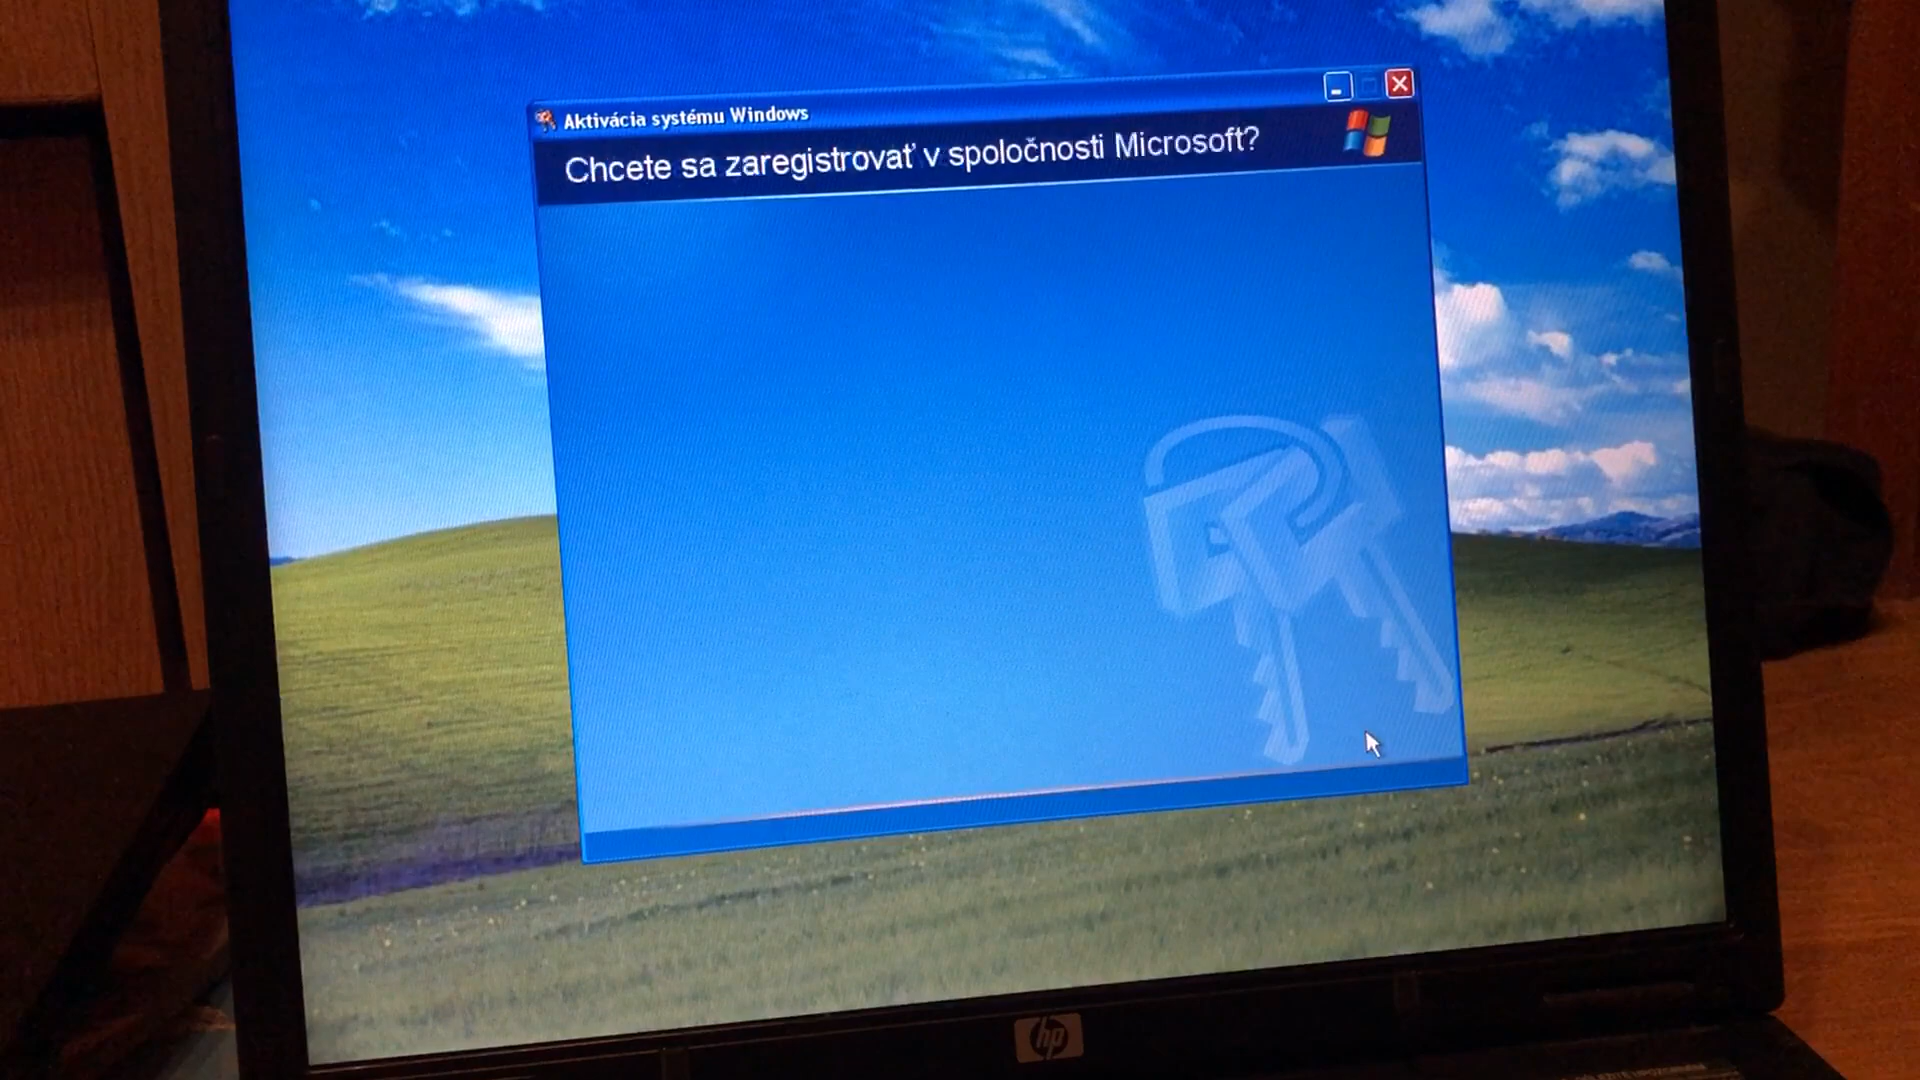 Aktivácia systému Windows
Chcete sa zaregistrovať v spoločnosti Microsoft?
hp